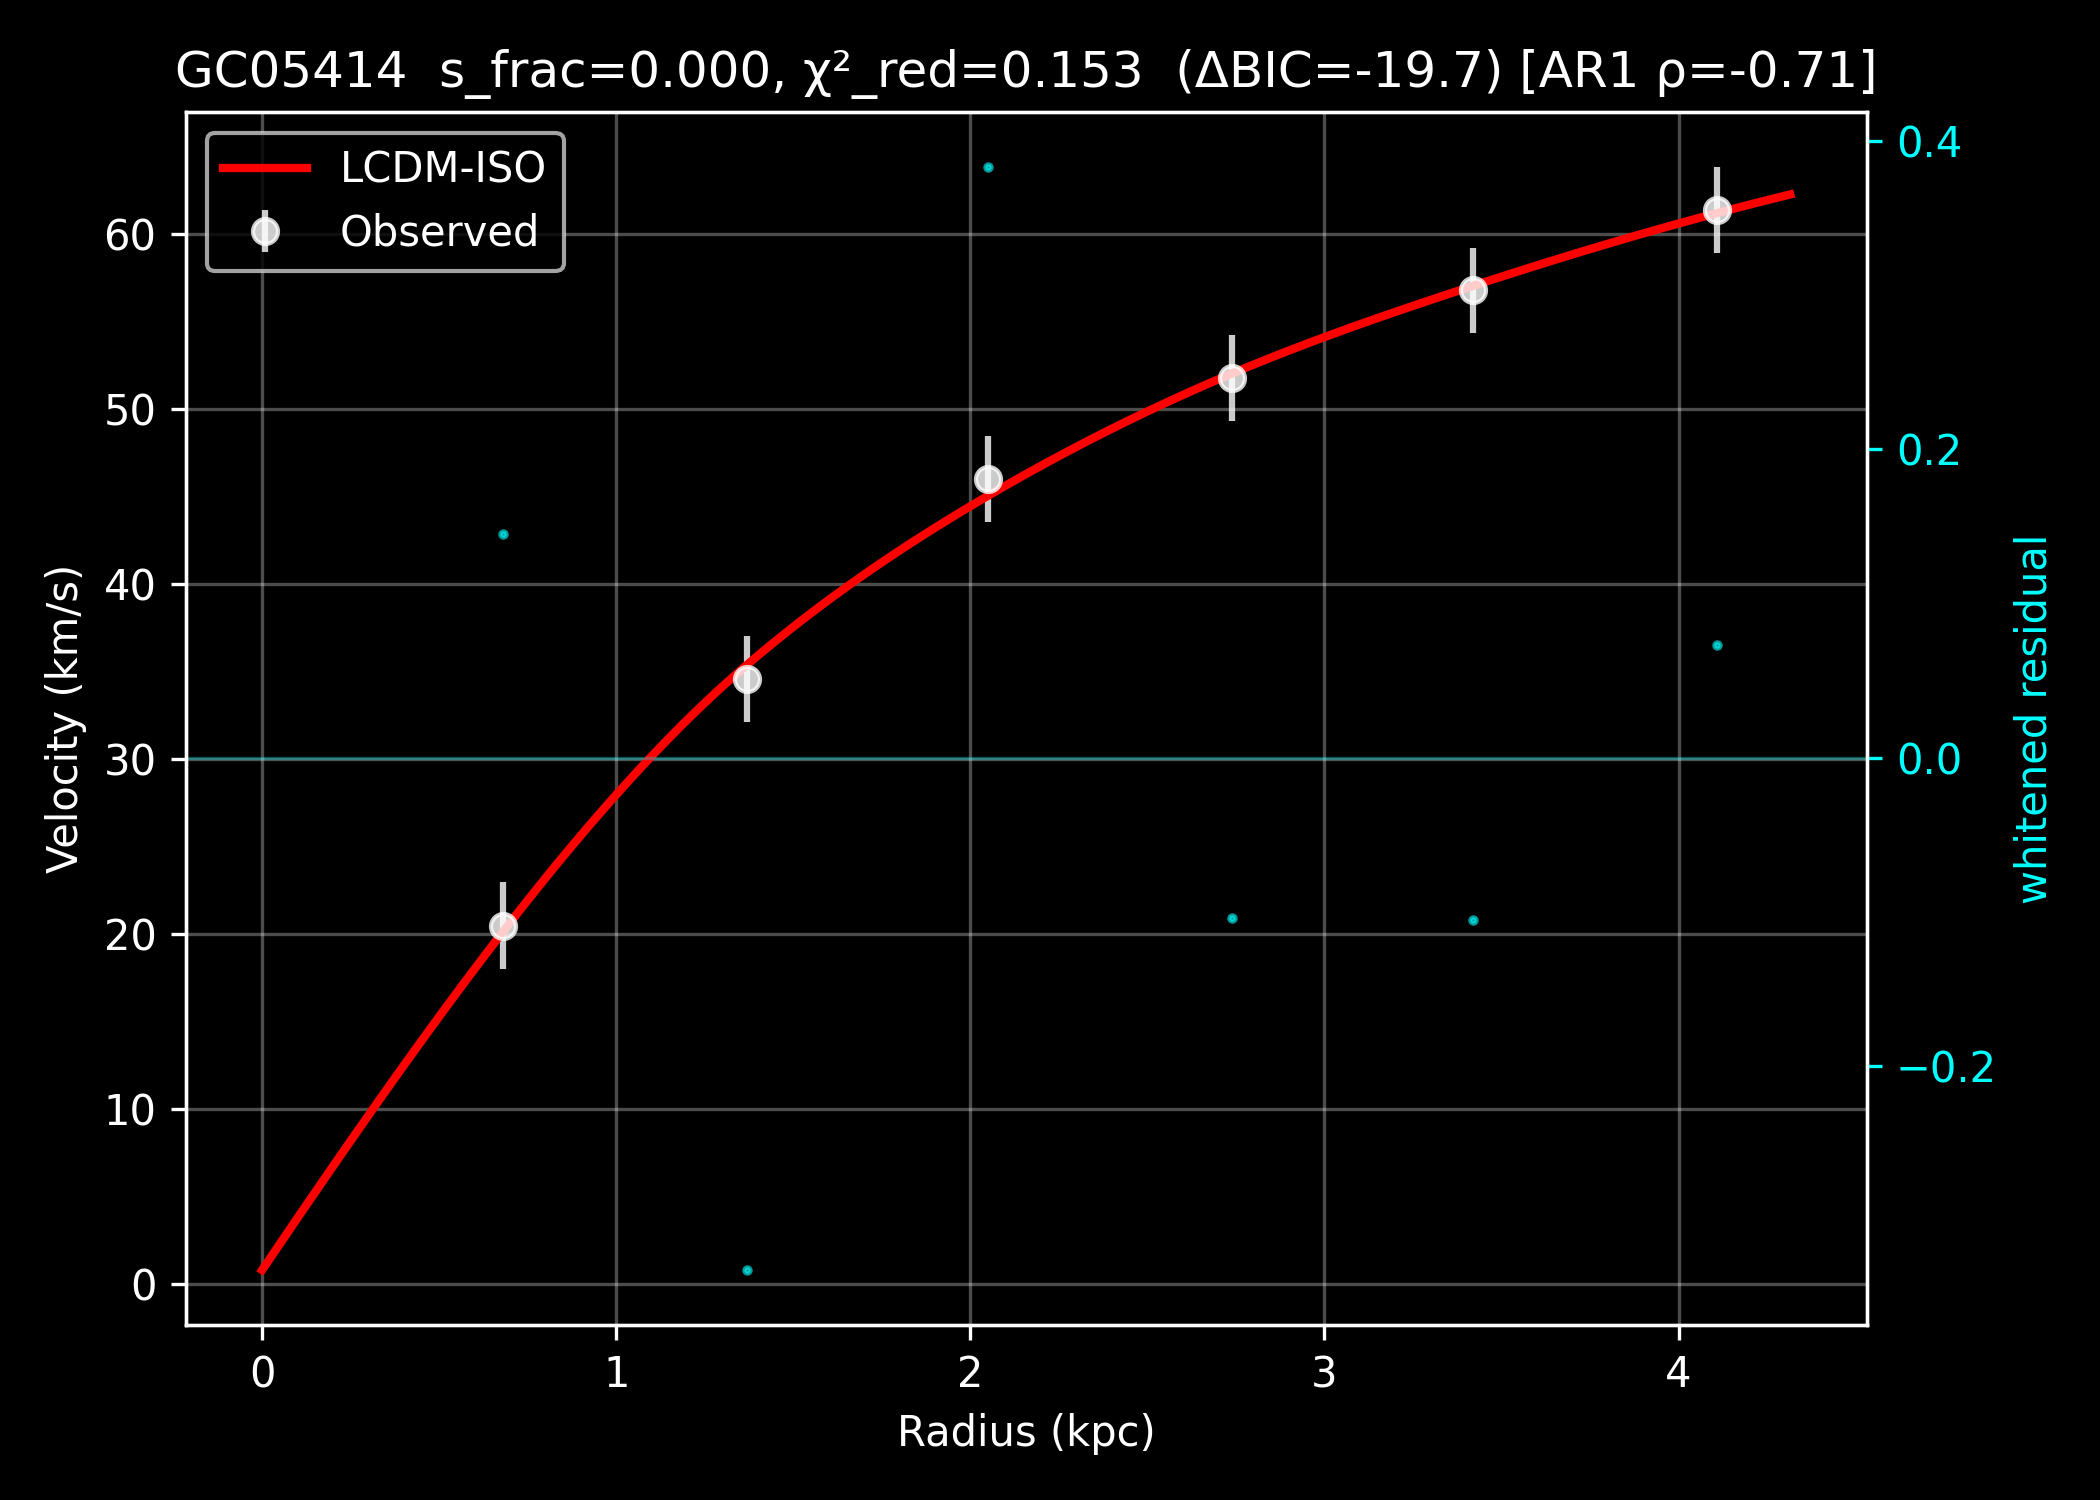 GC05414 s_frac=0.000, χ²_red=0.153 (ΔBIC=-19.7) [AR1 ρ=-0.71]
LCDM-ISO
Observed
60
50
40
30
20
10
0
Velocity (km/s)
0.4
0.2
0.0
−0.2
whitened residual
0 1 2 3 4
Radius (kpc)